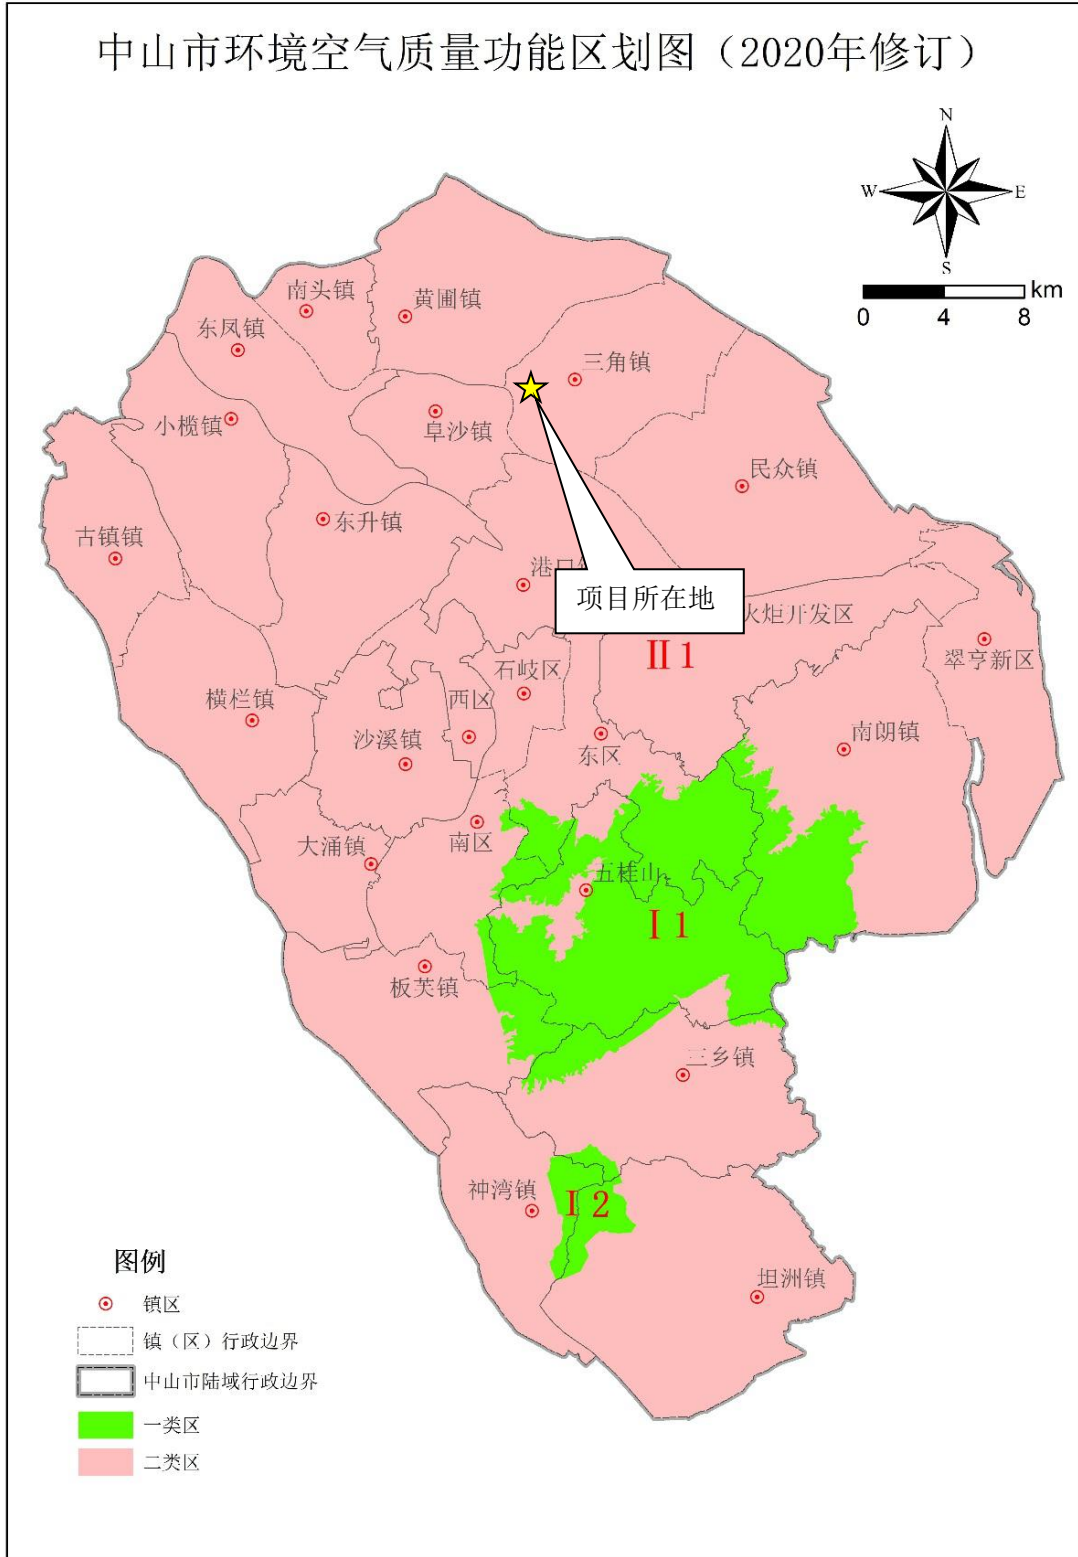 中山市环境空气质量功能区划图（2020年修订）
N
W
E
S
km
0
4
8
南头镇
黄圃镇
东凤镇
三角镇
小榄镇
阜沙镇
民众镇
古镇镇
东升镇
港口
项目所在地
火炬开发区
翠亨新区
II 1
石岐区
横栏镇
西区
沙溪镇
东区
南朗镇
南区
大涌镇
五桂山
I 1
板芙镇
三乡镇
神湾镇
I 2
坦洲镇
图例
镇区
镇（区）行政边界
中山市陆域行政边界
一类区
二类区